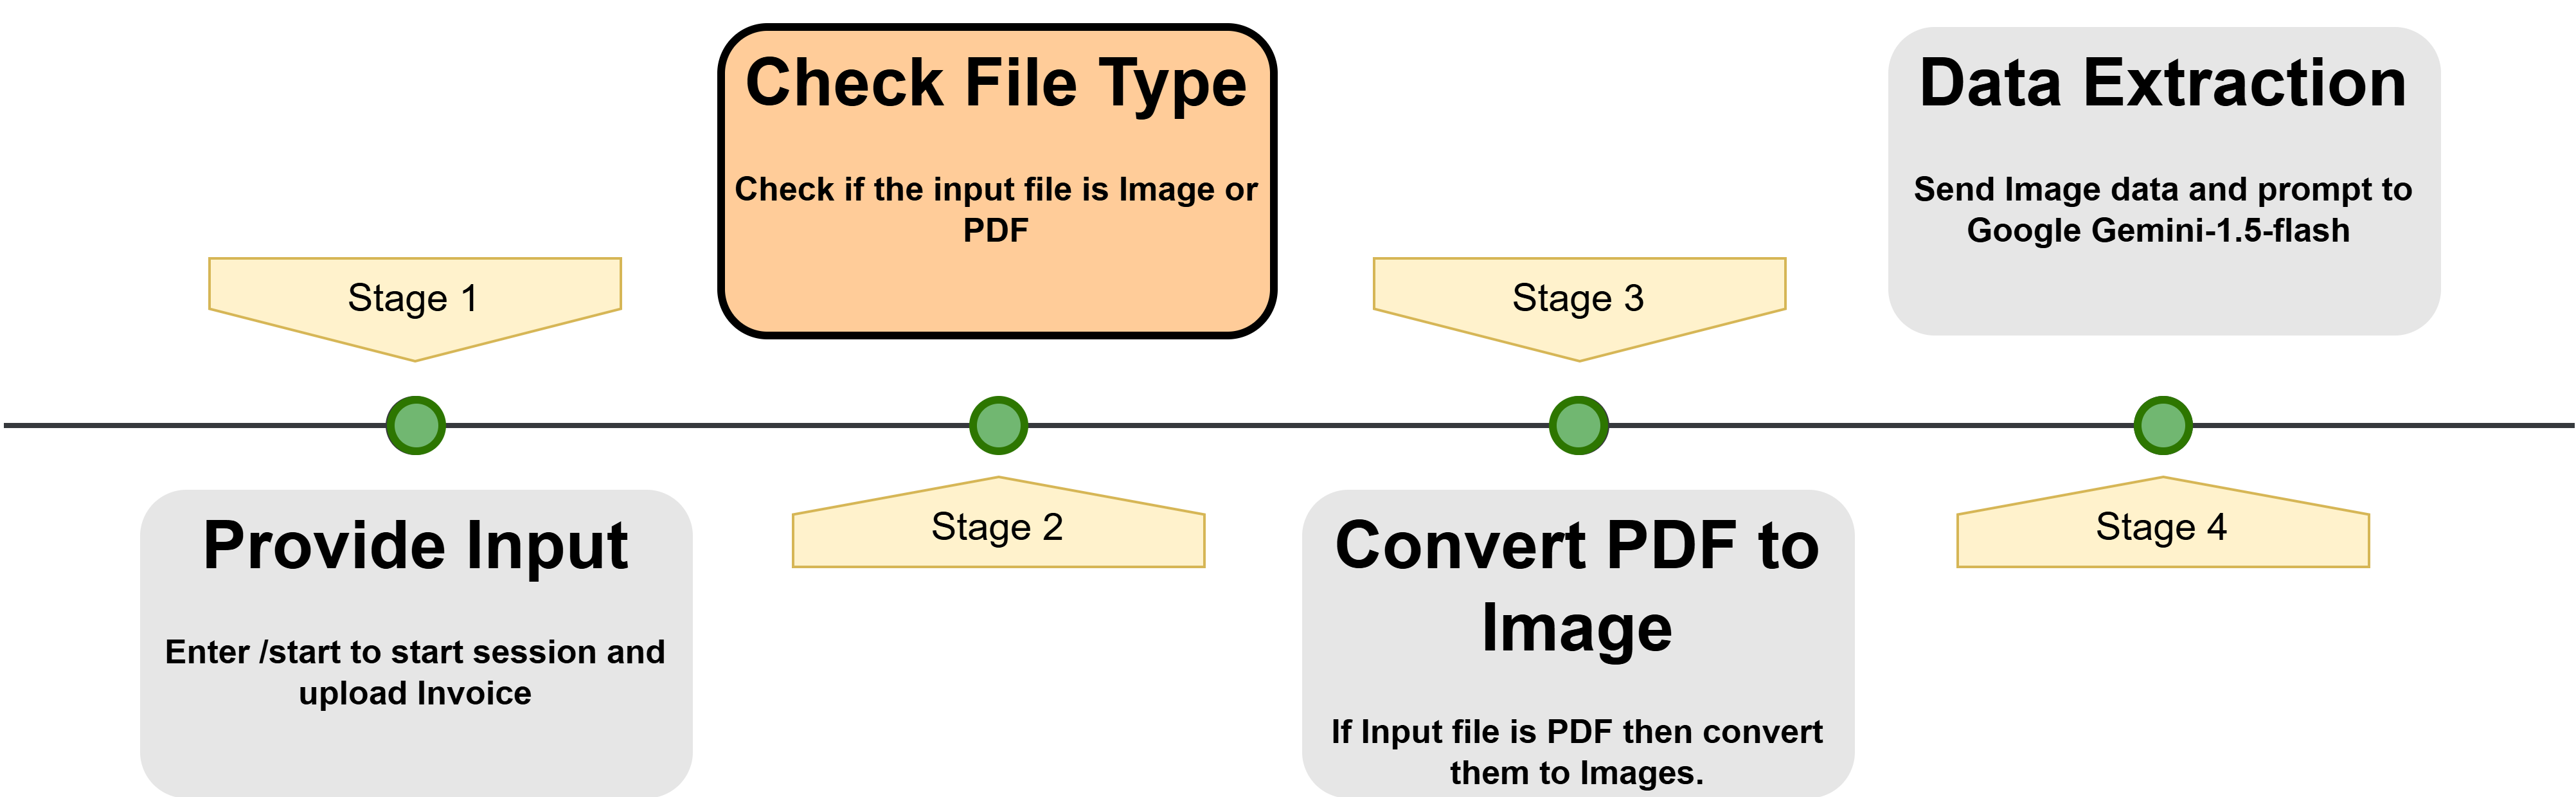 Stage 1
Provide Input
Enter /start to start session and
upload Invoice
Check File Type
Check if the input file is Image or
PDF
Stage 2
Stage 3
Convert PDF to
Image
If Input file is PDF then convert
them to Images.
Data Extraction
Send Image data and prompt to
Google Gemini-1.5-flash
Stage 4